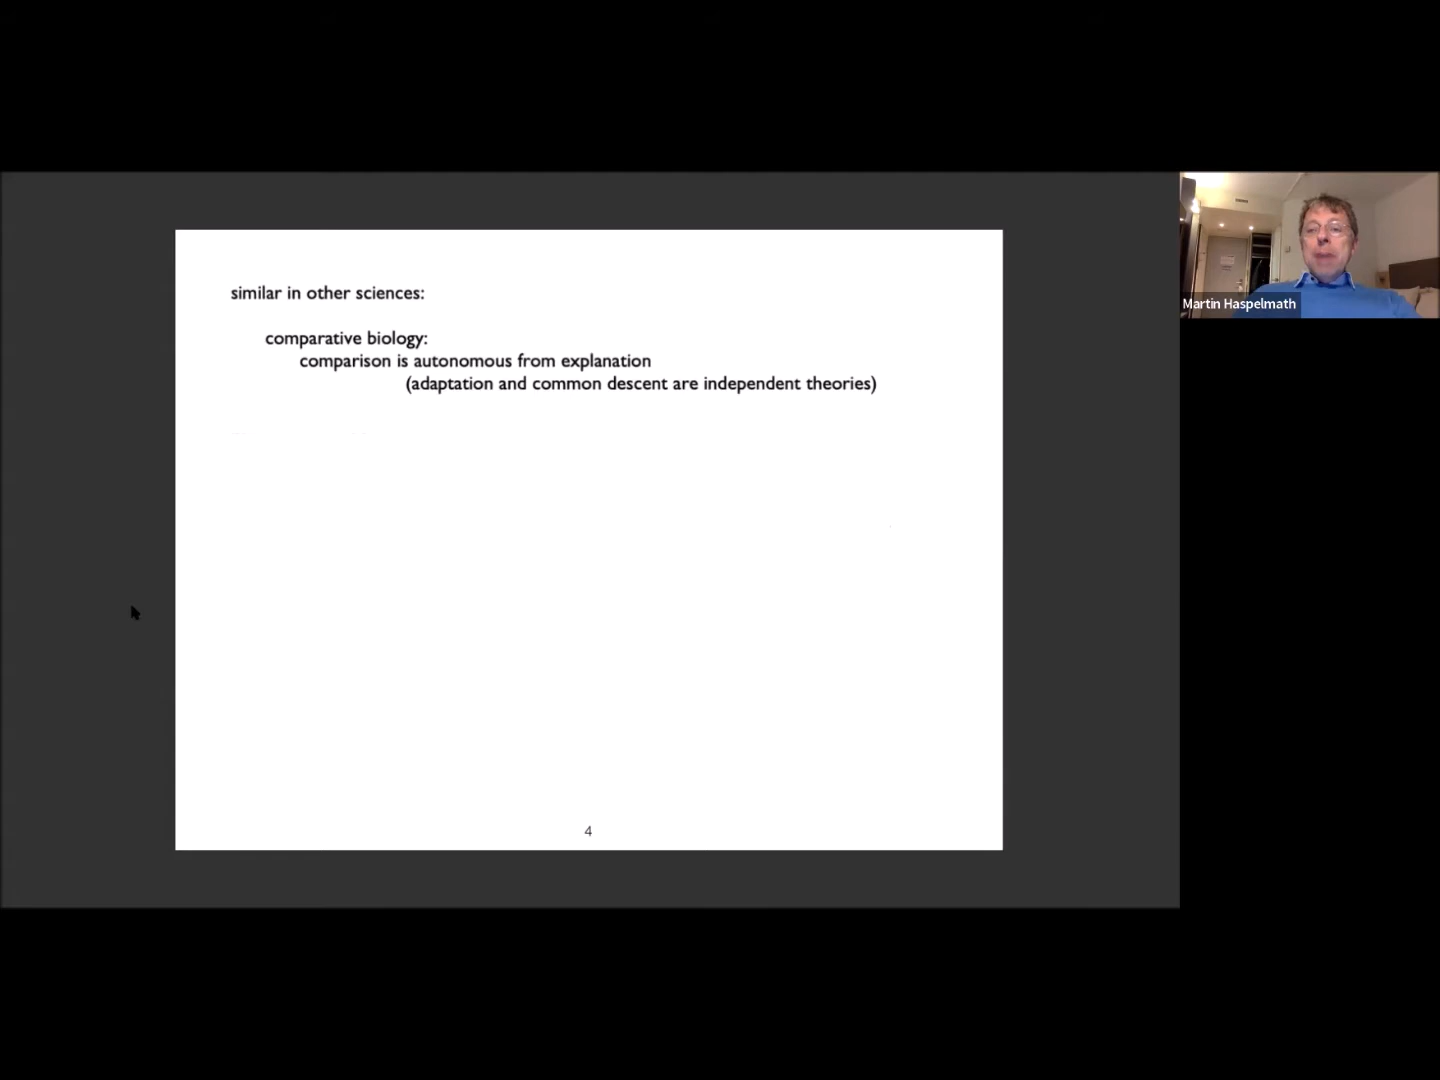 similar in other sciences:
comparative biology:
comparison is autonomous from explanation
(adaptation and common descent are independent theories)
4
Martin Haspelmath